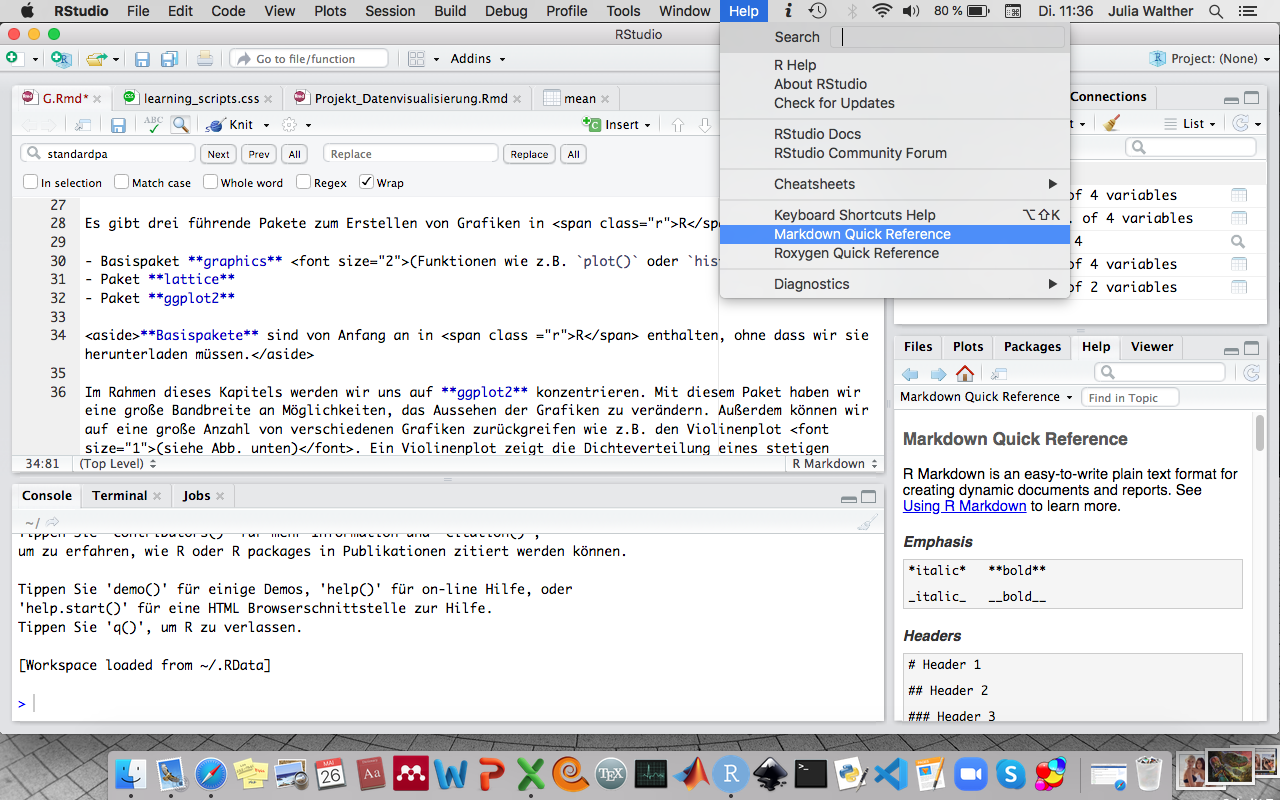 RStudio File Edit Code View Plots Session Build Debug Profile Tools Window Help 80 % Di. 11:36 Julia Walther
RStudio
Go to file/function Addins Project: (None)
G.Rmd* learning_scripts.css Projekt_Datenvisualisierung.Rmd mean
ABC Knit Insert
standardpa Next Prev All Replace Replace All
In selection Match case Whole word Regex Wrap
27
28 Es gibt drei führende Pakete zum Erstellen von Grafiken in <span class="r">R</sp
29
30 - Basispaket **graphics** <font size="2">(Funktionen wie z.B. `plot()` oder `his
31 - Paket **lattice**
32 - Paket **ggplot2**
33
34 <aside>**Basispakete** sind von Anfang an in <span class ="r">R</span> enthalten, ohne dass wir sie
herunterladen müssen.</aside>
35
36 Im Rahmen dieses Kapitels werden wir uns auf **ggplot2** konzentrieren. Mit diesem Paket haben wir
eine große Bandbreite an Möglichkeiten, das Aussehen der Grafiken zu verändern. Außerdem können wir
auf eine große Anzahl von verschiedenen Grafiken zurückgreifen wie z.B. den Violinenplot <font
size="1">(siehe Abb. unten)</font>. Ein Violinenplot zeigt die Dichteverteilung eines stetigen
34:81 (Top Level) R Markdown
Console Terminal Jobs
~/
Tippen Sie 'contributors()' für mehr Information und 'citation()',
um zu erfahren, wie R oder R packages in Publikationen zitiert werden können.
Tippen Sie 'demo()' für einige Demos, 'help()' für on-line Hilfe, oder
'help.start()' für eine HTML Browserschnittstelle zur Hilfe.
Tippen Sie 'q()', um R zu verlassen.
[Workspace loaded from ~/.RData]
>
Search
R Help
About RStudio
Check for Updates
RStudio Docs
RStudio Community Forum
Cheatsheets
Keyboard Shortcuts Help ⌥⇧K
Markdown Quick Reference
Roxygen Quick Reference
Diagnostics
Connections
List
of 4 variables
. of 4 variables
4
of 4 variables
of 2 variables
Files Plots Packages Help Viewer
Markdown Quick Reference Find in Topic
Markdown Quick Reference
R Markdown is an easy-to-write plain text format for
creating dynamic documents and reports. See
Using R Markdown to learn more.
Emphasis
*italic* **bold**
_italic_ __bold__
Headers
# Header 1
## Header 2
### Header 3
MAI
26
Aa
W
P
X
TEX
R
S